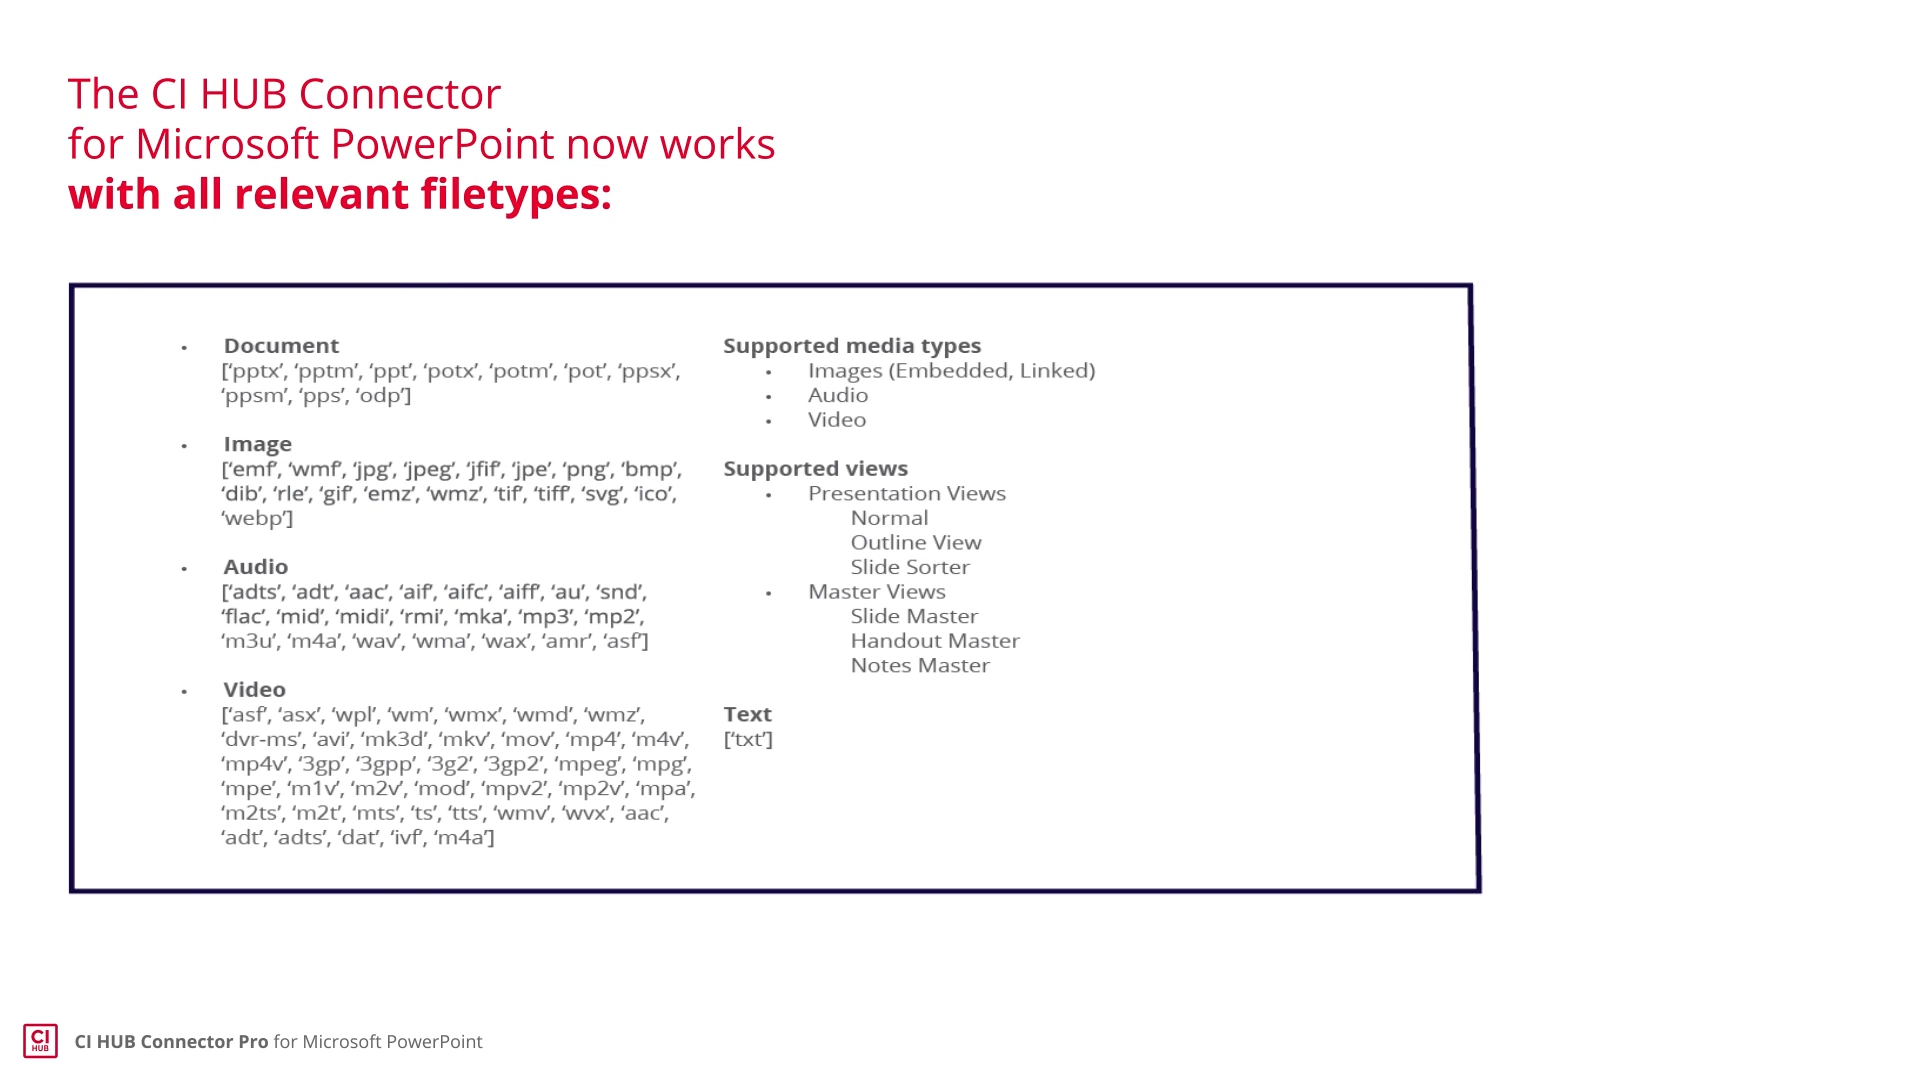 The CI HUB Connector
for Microsoft PowerPoint now works
with all relevant filetypes:
• Document
[‘pptx’, ‘pptm’, ‘ppt’, ‘potx’, ‘potm’, ‘pot’, ‘ppsx’,
‘ppsm’, ‘pps’, ‘odp’]
• Image
[‘emf’, ‘wmf’, ‘jpg’, ‘jpeg’, ‘jfif’, ‘jpe’, ‘png’, ‘bmp’,
‘dib’, ‘rle’, ‘gif’, ‘emz’, ‘wmz’, ‘tif’, ‘tiff’, ‘svg’, ‘ico’,
‘webp’]
• Audio
[‘adts’, ‘adt’, ‘aac’, ‘aif’, ‘aifc’, ‘aiff’, ‘au’, ‘snd’,
‘flac’, ‘mid’, ‘midi’, ‘rmi’, ‘mka’, ‘mp3’, ‘mp2’,
‘m3u’, ‘m4a’, ‘wav’, ‘wma’, ‘wax’, ‘amr’, ‘asf’]
• Video
[‘asf’, ‘asx’, ‘wpl’, ‘wm’, ‘wmx’, ‘wmd’, ‘wmz’,
‘dvr-ms’, ‘avi’, ‘mk3d’, ‘mkv’, ‘mov’, ‘mp4’, ‘m4v’,
‘mp4v’, ‘3gp’, ‘3gpp’, ‘3g2’, ‘3gp2’, ‘mpeg’, ‘mpg’,
‘mpe’, ‘m1v’, ‘m2v’, ‘mod’, ‘mpv2’, ‘mp2v’, ‘mpa’,
‘m2ts’, ‘m2t’, ‘mts’, ‘ts’, ‘tts’, ‘wmv’, ‘wvx’, ‘aac’,
‘adt’, ‘adts’, ‘dat’, ‘ivf’, ‘m4a’]
Supported media types
• Images (Embedded, Linked)
• Audio
• Video
Supported views
• Presentation Views
Normal
Outline View
Slide Sorter
• Master Views
Slide Master
Handout Master
Notes Master
Text
[‘txt’]
CI
HUB
CI HUB Connector Pro for Microsoft PowerPoint